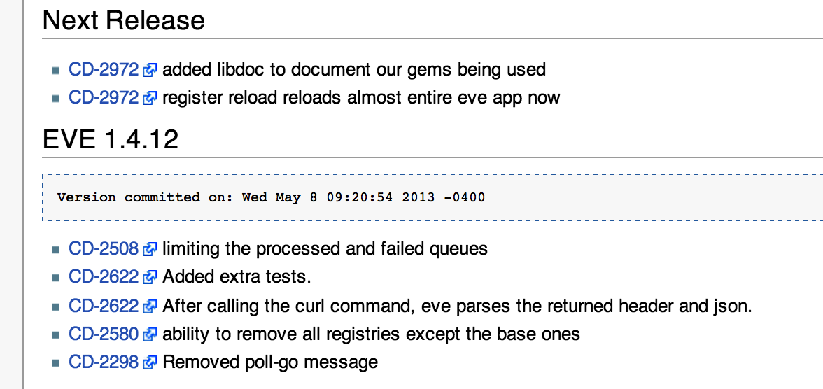 Next Release
CD-2972 added libdoc to document our gems being used
CD-2972 register reload reloads almost entire eve app now
EVE 1.4.12
Version committed on: Wed May 8 09:20:54 2013 -0400
CD-2508 limiting the processed and failed queues
CD-2622 Added extra tests.
CD-2622 After calling the curl command, eve parses the returned header and json.
CD-2580 ability to remove all registries except the base ones
CD-2298 Removed poll-go message